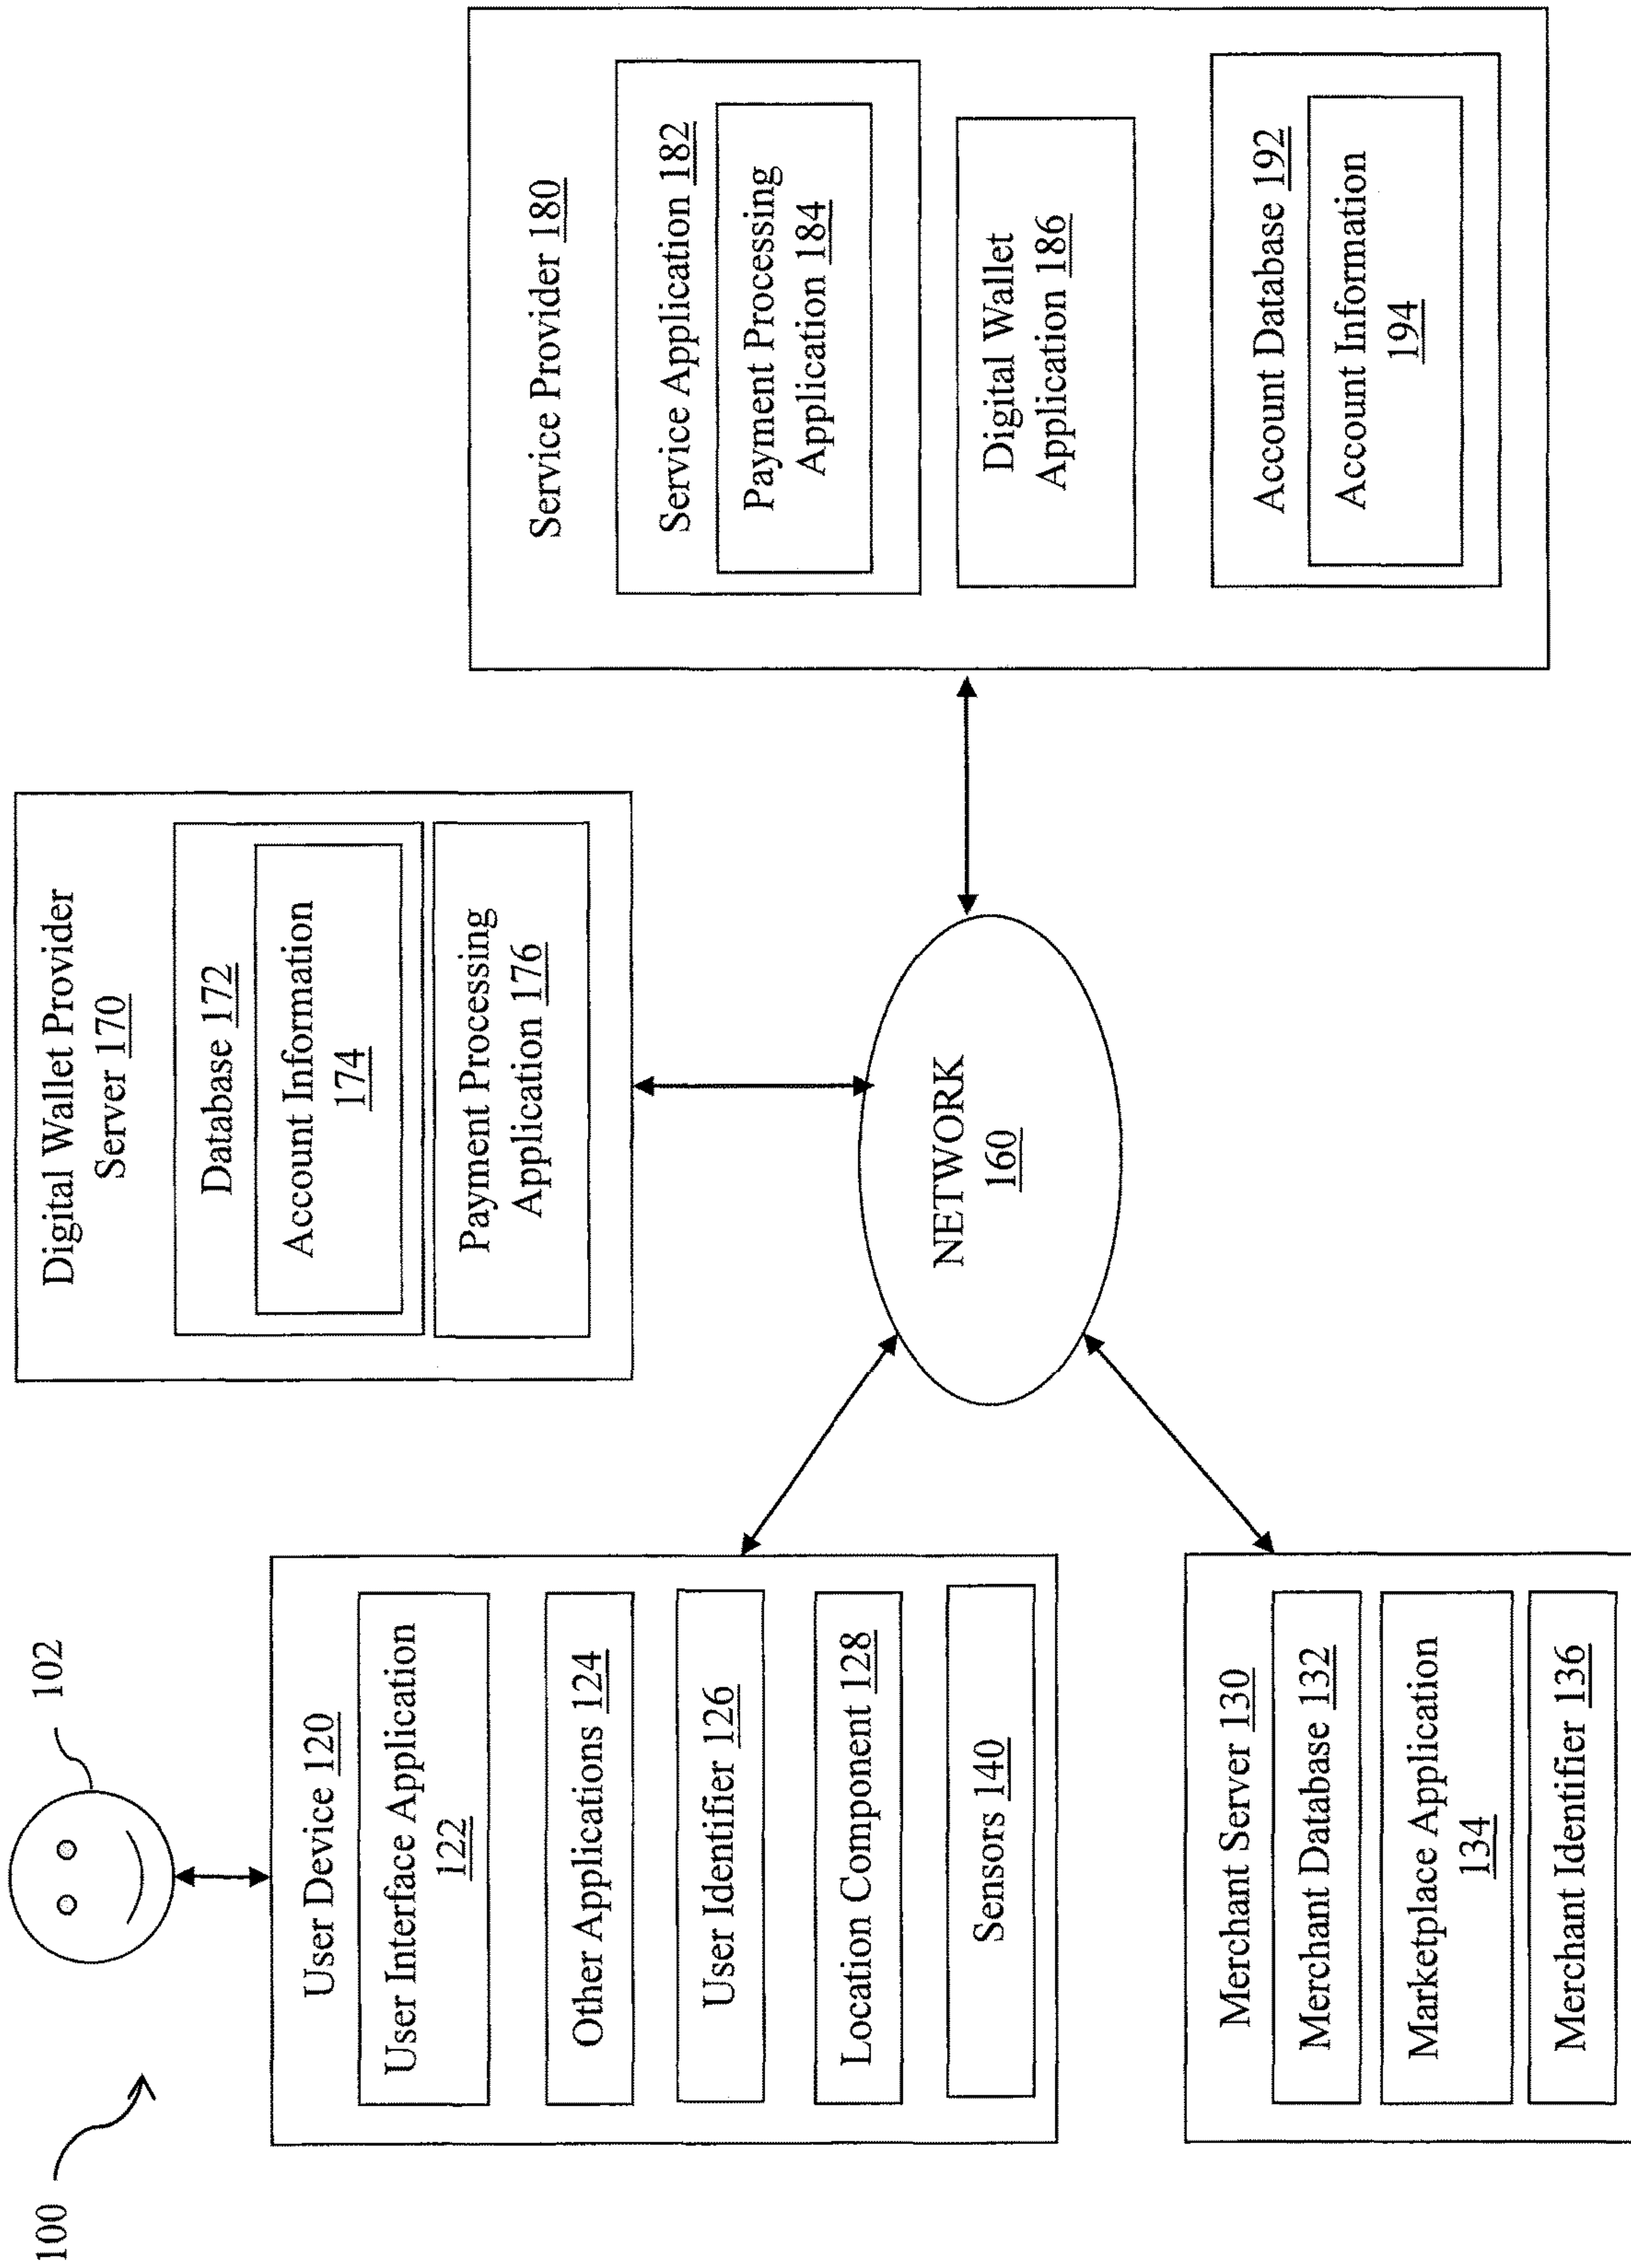 100
102
User Device 120
User Interface Application
122
Other Applications 124
User Identifier 126
Location Component 128
Sensors 140
Merchant Server 130
Merchant Database 132
Marketplace Application
134
Merchant Identifier 136
Digital Wallet Provider
Server 170
Database 172
Account Information
174
Payment Processing
Application 176
NETWORK
160
Service Provider 180
Service Application 182
Payment Processing
Application 184
Digital Wallet
Application 186
Account Database 192
Account Information
194